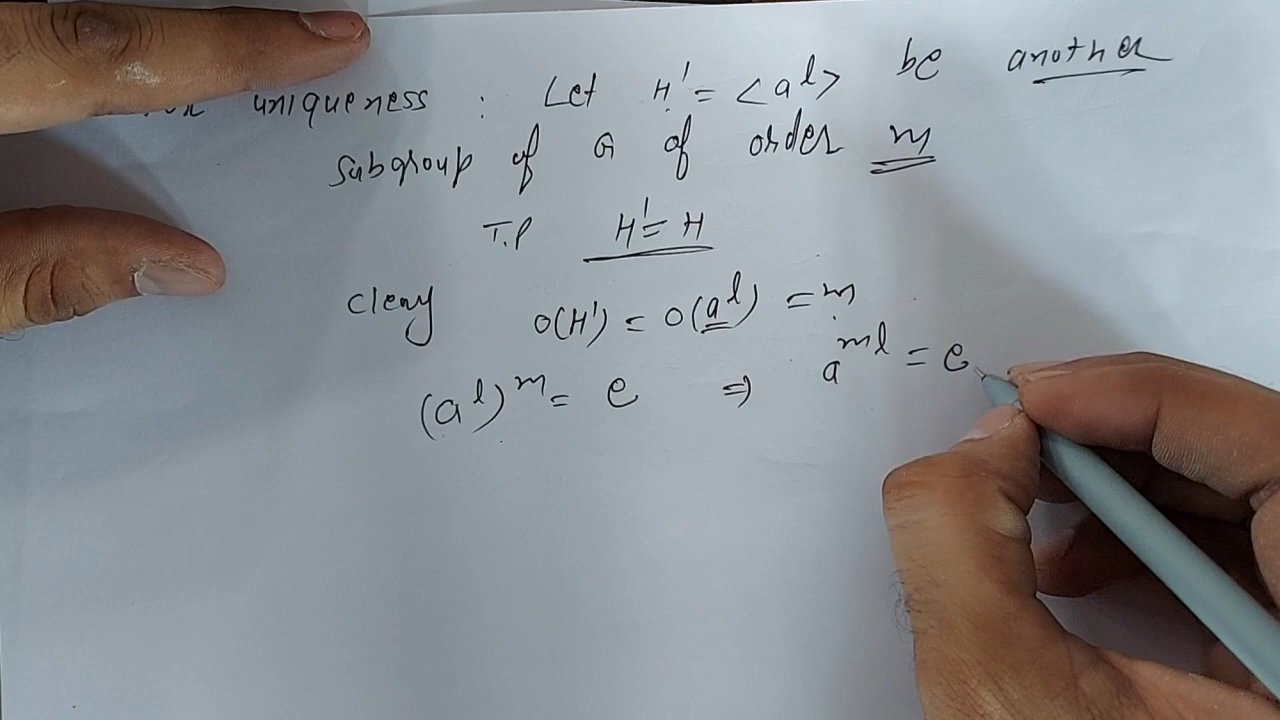 uniqueness : Let H' = <a^l> be another
subgroup of G of order m
T.P H' = H
Clearly O(H') = O(a^l) = m
(a^l)^m = e ⇒ a^{ml} = e